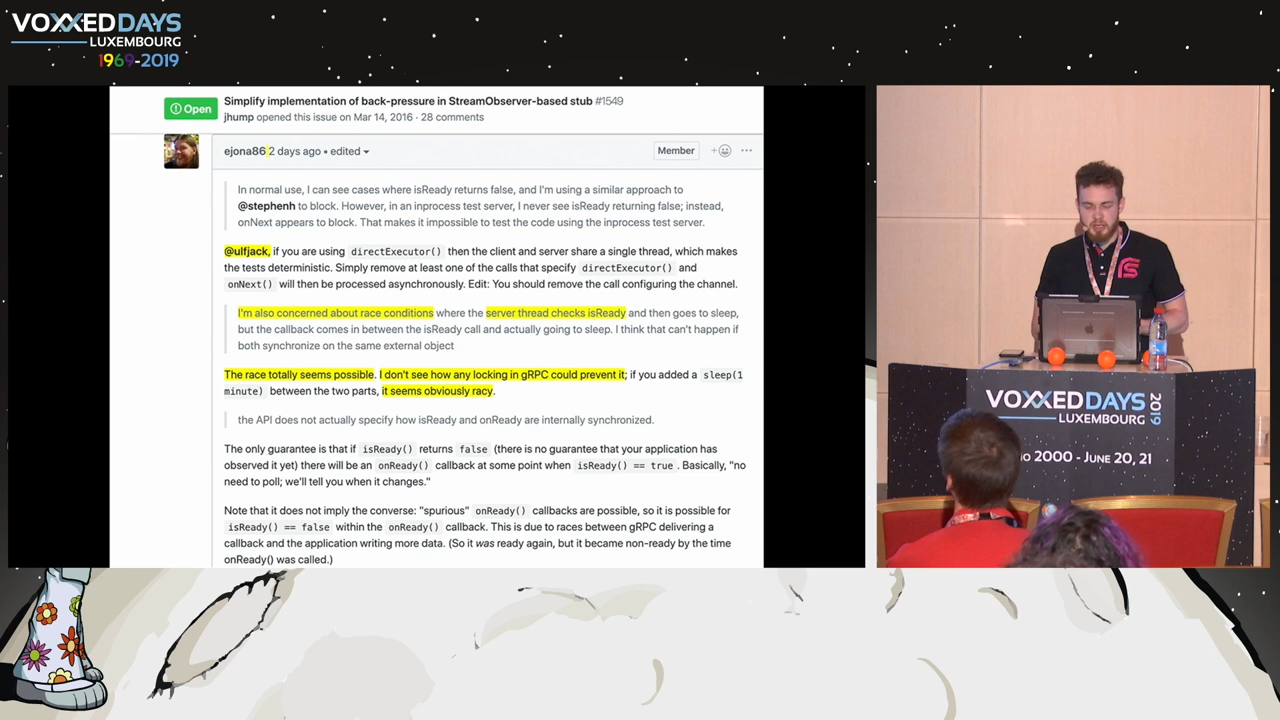 VOXXEDDAYS
LUXEMBOURG
1969-2019
Open
Simplify implementation of back-pressure in StreamObserver-based stub #1549
jhump opened this issue on Mar 14, 2016 · 28 comments
ejona86 2 days ago • edited
Member
In normal use, I can see cases where isReady returns false, and I'm using a similar approach to
@stephenh to block. However, in an inprocess test server, I never see isReady returning false; instead,
onNext appears to block. That makes it impossible to test the code using the inprocess test server.
@ulfjack, if you are using directExecutor() then the client and server share a single thread, which makes
the tests deterministic. Simply remove at least one of the calls that specify directExecutor() and
onNext() will then be processed asynchronously. Edit: You should remove the call configuring the channel.
I'm also concerned about race conditions where the server thread checks isReady and then goes to sleep,
but the callback comes in between the isReady call and actually going to sleep. I think that can't happen if
both synchronize on the same external object
The race totally seems possible. I don't see how any locking in gRPC could prevent it; if you added a sleep(1
minute) between the two parts, it seems obviously racy.
the API does not actually specify how isReady and onReady are internally synchronized.
The only guarantee is that if isReady() returns false (there is no guarantee that your application has
observed it yet) there will be an onReady() callback at some point when isReady() == true . Basically, "no
need to poll; we'll tell you when it changes."
Note that it does not imply the converse: "spurious" onReady() callbacks are possible, so it is possible for
isReady() == false within the onReady() callback. This is due to races between gRPC delivering a
callback and the application writing more data. (So it was ready again, but it became non-ready by the time
onReady() was called.)
VOXXEDDAYS
LUXEMBOURG
2019
2000 - JUNE 20, 21